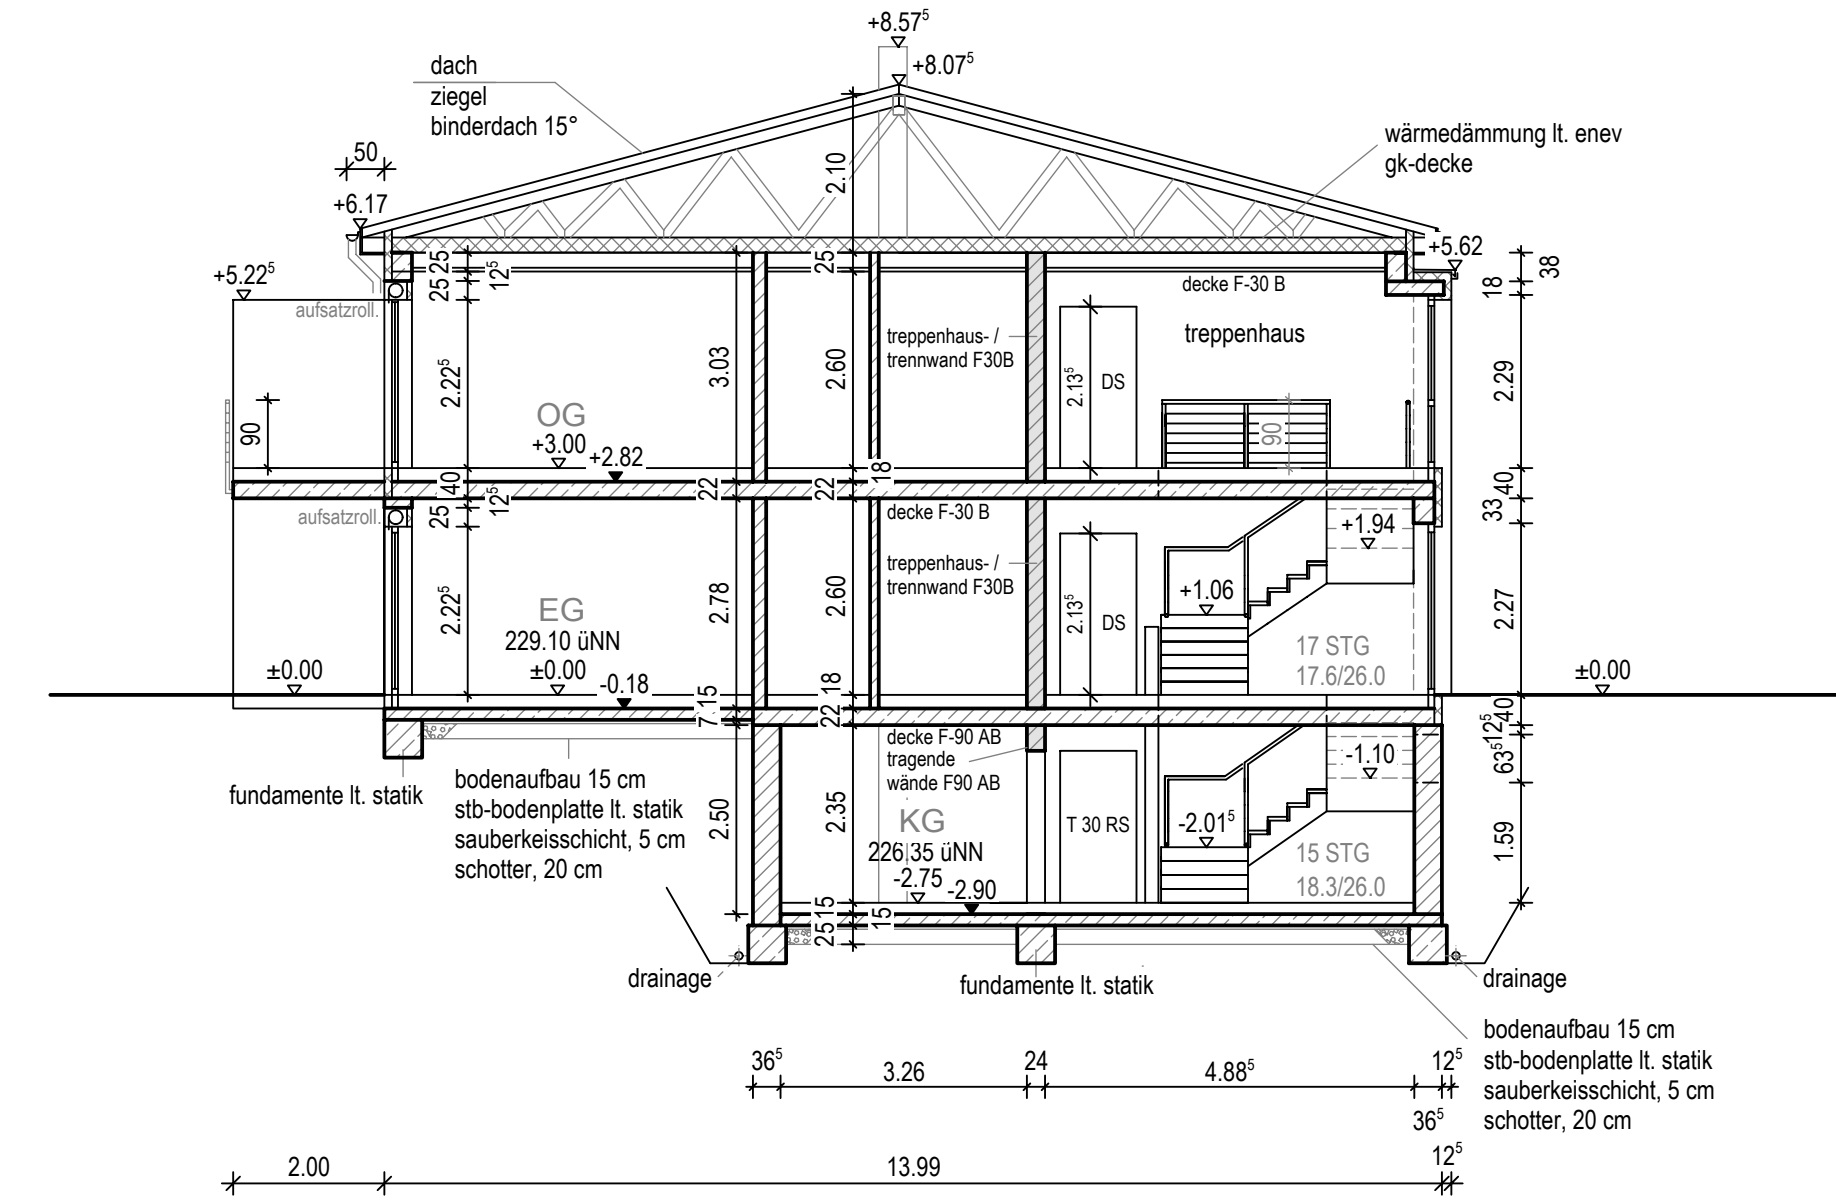 +8.57⁵
+8.07⁵
dach
ziegel
binderdach 15°
wärmedämmung lt. enev
gk-decke
50
+6.17
2.10
+5.62
38
18
+5.22⁵
aufsatzroll.
25
25
12⁵
25
decke F-30 B
treppenhaus
treppenhaus- /
trennwand F30B
2.22⁵
3.03
2.60
2.13⁵
DS
2.29
90
90
OG
+3.00
+2.82
18
40
12⁵
22
22
40
33
aufsatzroll.
25
decke F-30 B
+1.94
treppenhaus- /
trennwand F30B
2.22⁵
2.78
2.60
2.13⁵
DS
+1.06
2.27
EG
229.10 üNN
±0.00
±0.00
-0.18
17 STG
17.6/26.0
±0.00
15
7
18
22
40
12⁵
63⁵
decke F-90 AB
tragende
wände F90 AB
-1.10
fundamente lt. statik
bodenaufbau 15 cm
stb-bodenplatte lt. statik
sauberkeisschicht, 5 cm
schotter, 20 cm
2.50
2.35
KG
226.35 üNN
-2.75
-2.90
T 30 RS
-2.01⁵
15 STG
18.3/26.0
1.59
15
15
25
15
drainage
fundamente lt. statik
drainage
bodenaufbau 15 cm
stb-bodenplatte lt. statik
sauberkeisschicht, 5 cm
schotter, 20 cm
36⁵
3.26
24
4.88⁵
12⁵
36⁵
2.00
13.99
12⁵